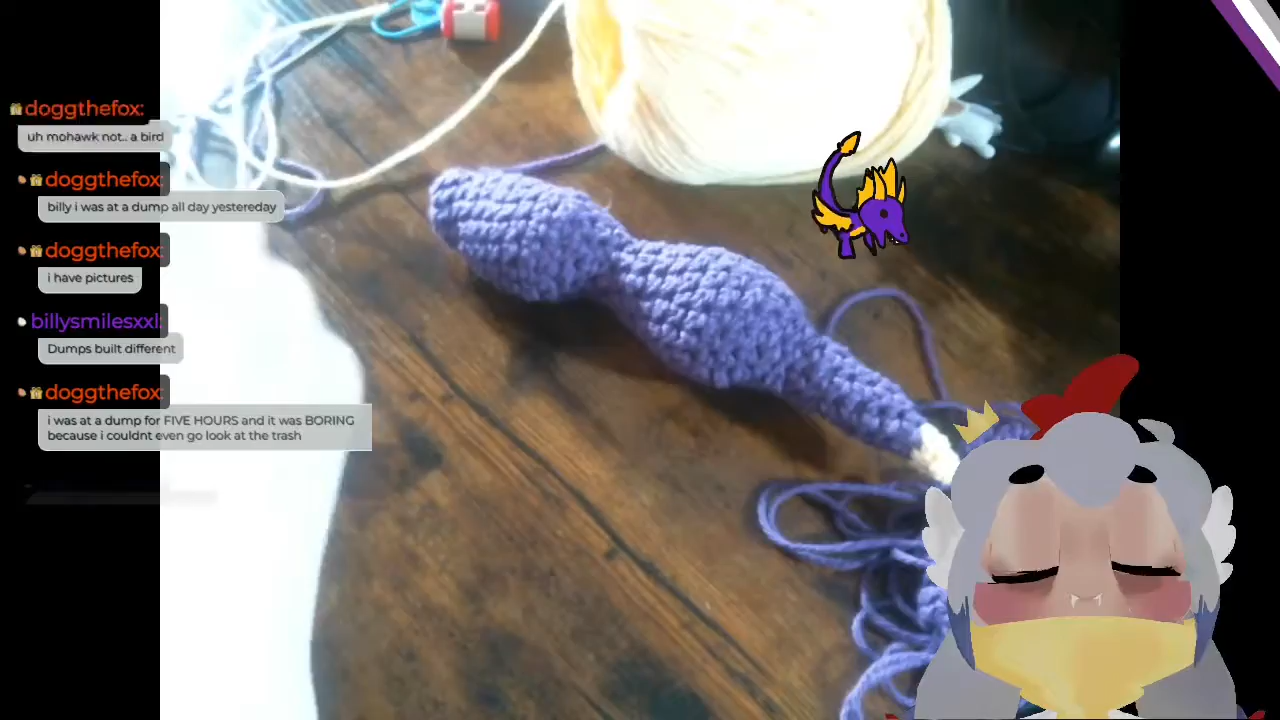 doggthefox:
uh mohawk not.. a bird
doggthefox:
billy i was at a dump all day yestereday
doggthefox:
i have pictures
billysmilesxxl:
Dumps built different
doggthefox:
i was at a dump for FIVE HOURS and it was BORING
because i couldnt even go look at the trash